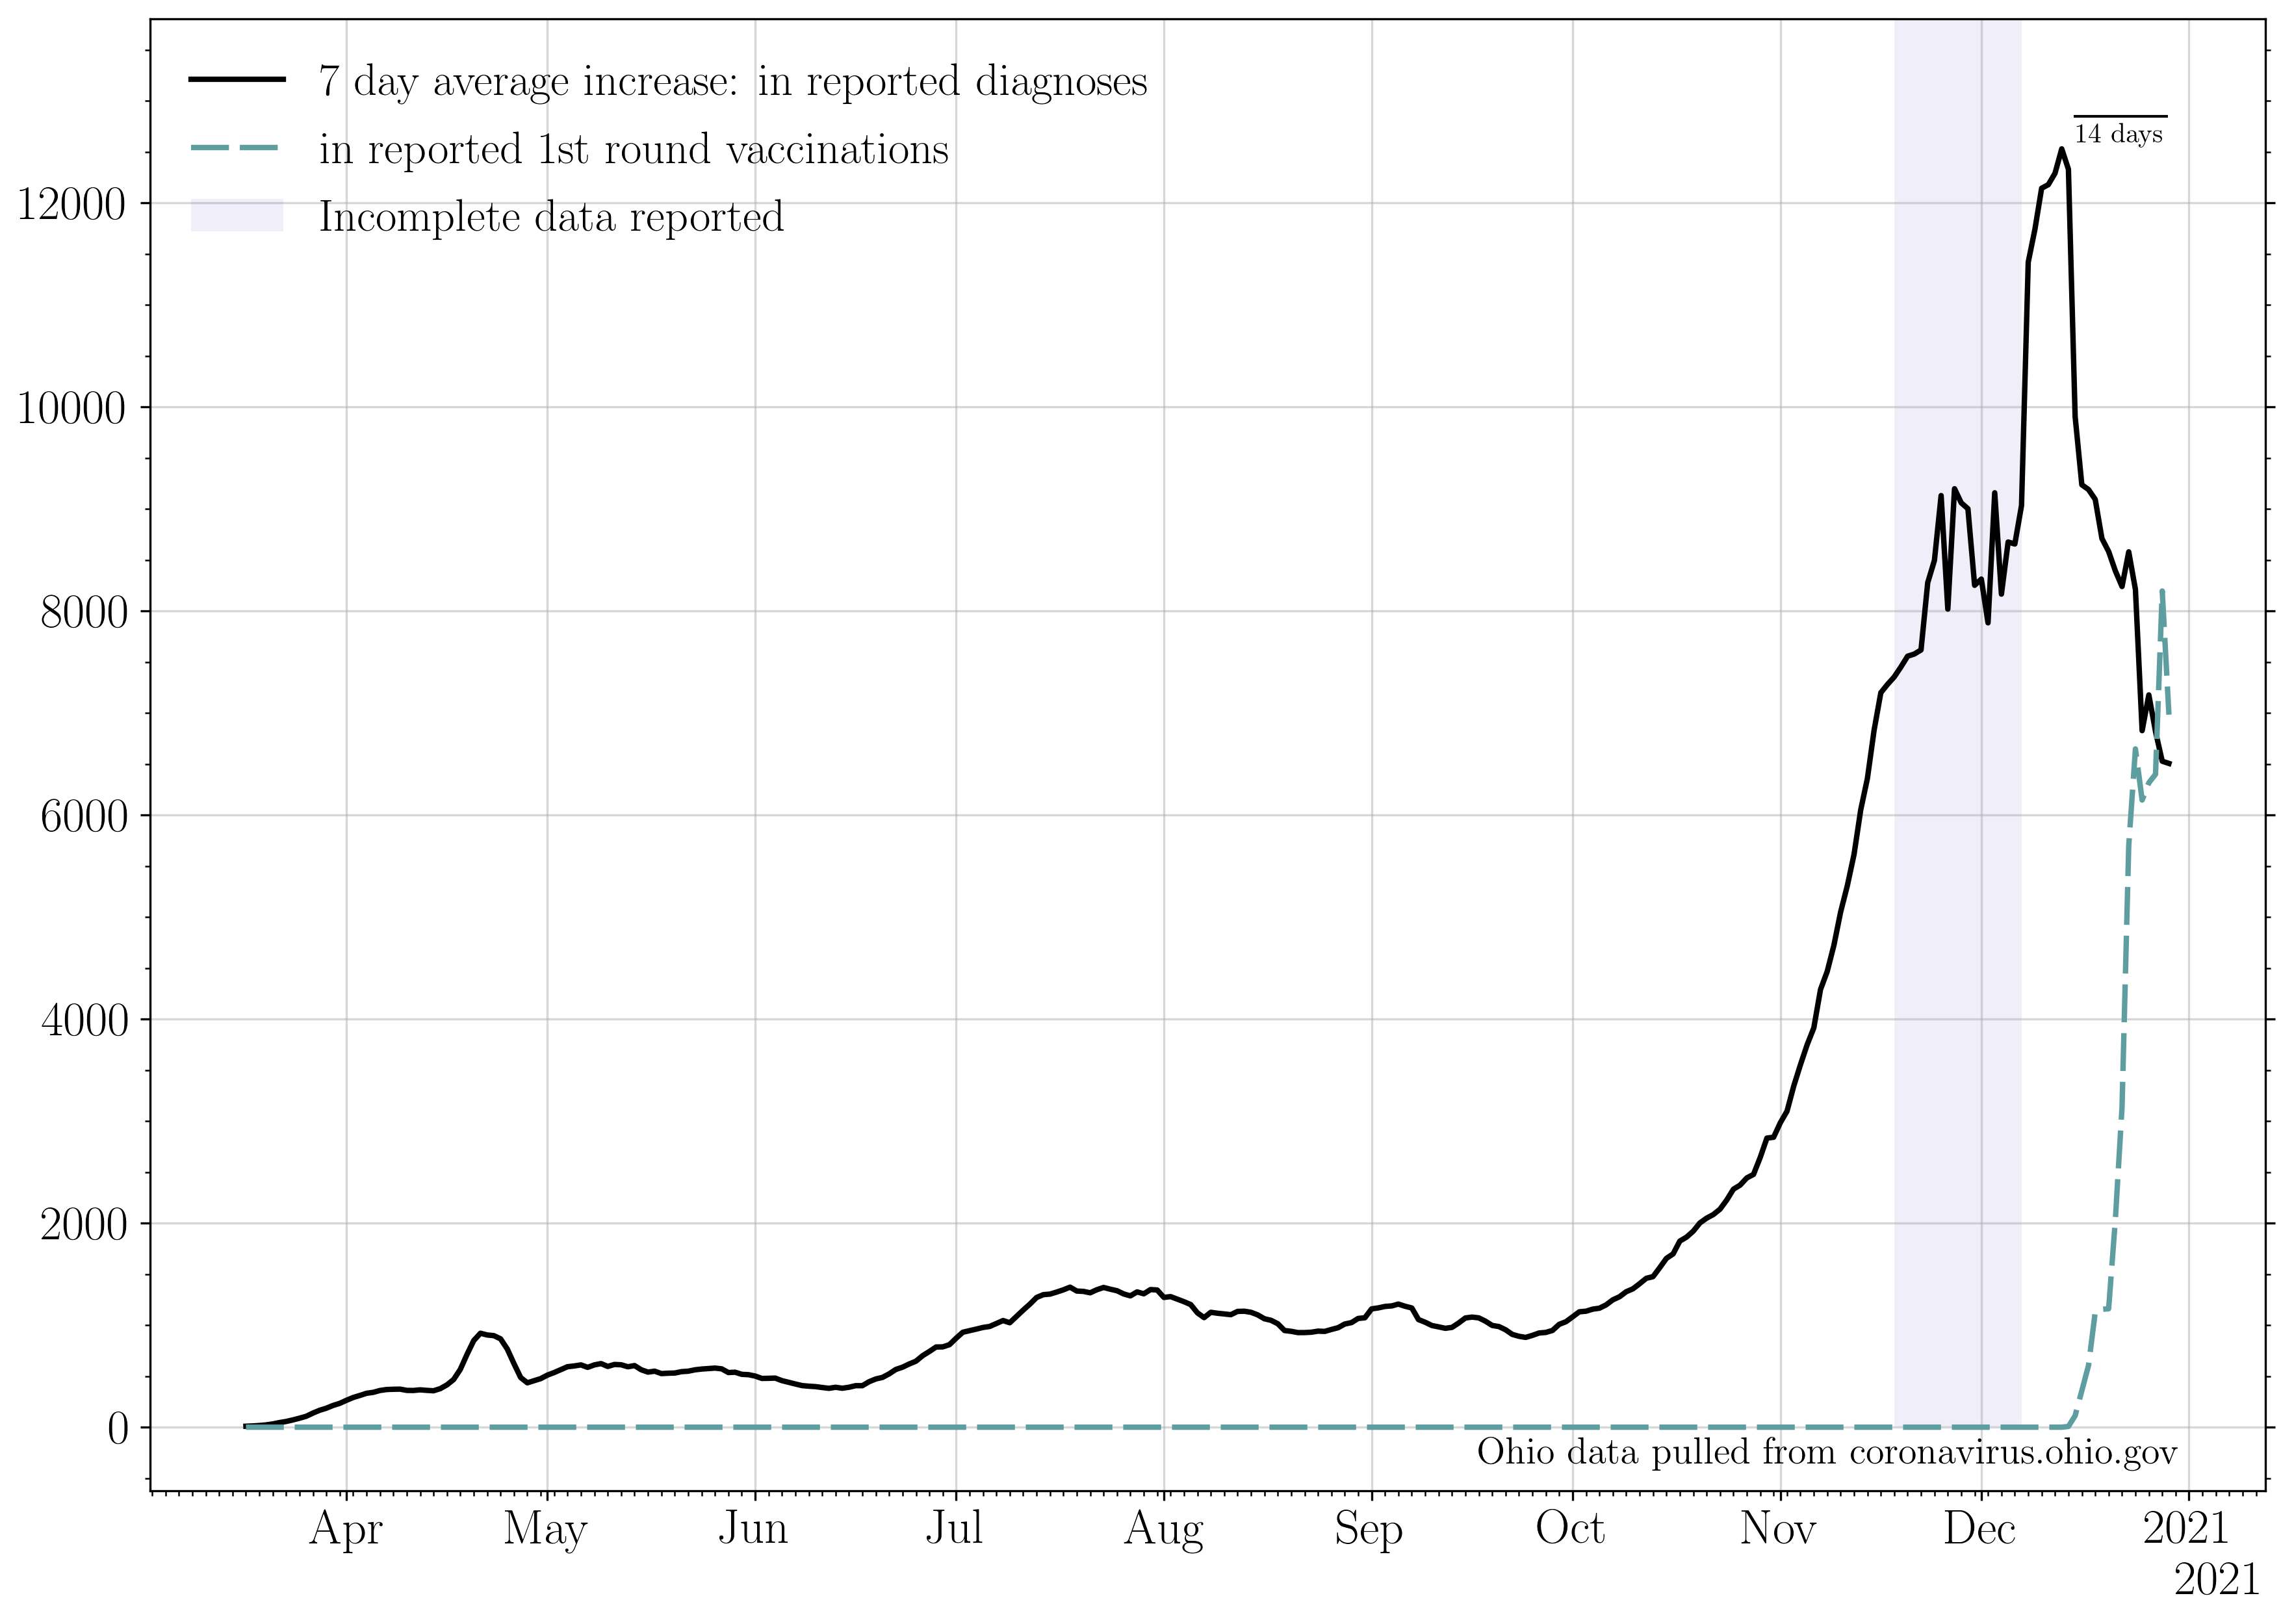 7 day average increase: in reported diagnoses
in reported 1st round vaccinations
Incomplete data reported
14 days
12000
10000
8000
6000
4000
2000
0
Ohio data pulled from coronavirus.ohio.gov
Apr May Jun Jul Aug Sep Oct Nov Dec 2021
2021